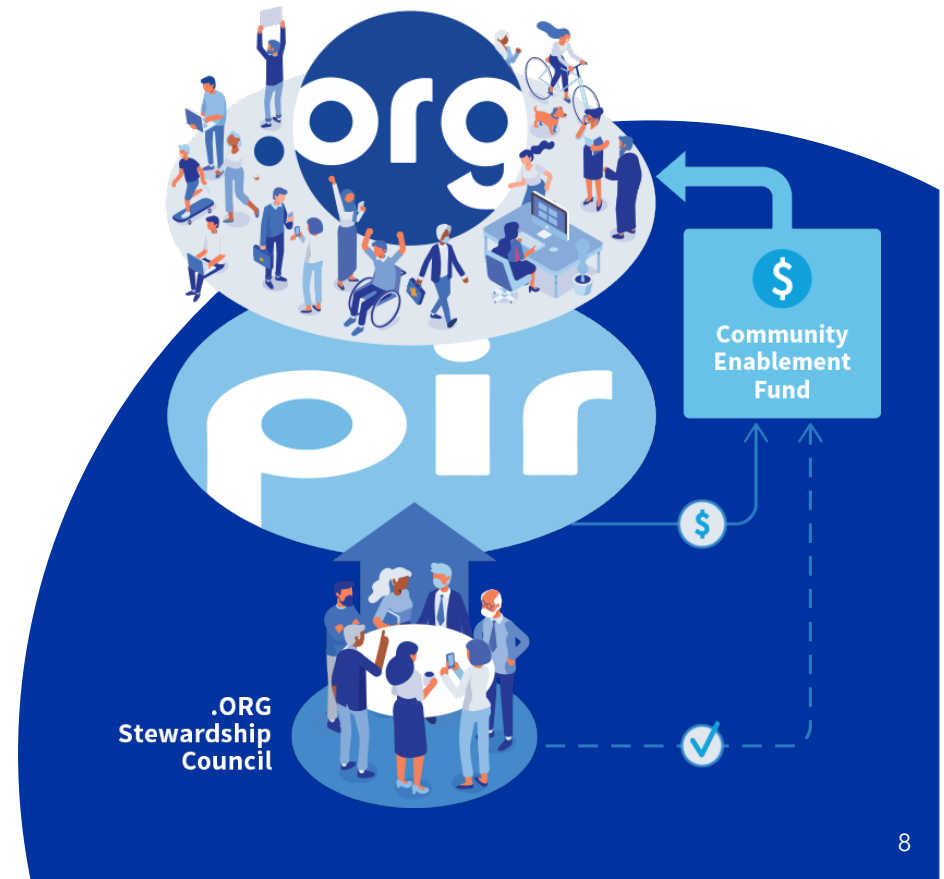 .org
pir
$
Community
Enablement
Fund
$
.ORG
Stewardship
Council
8